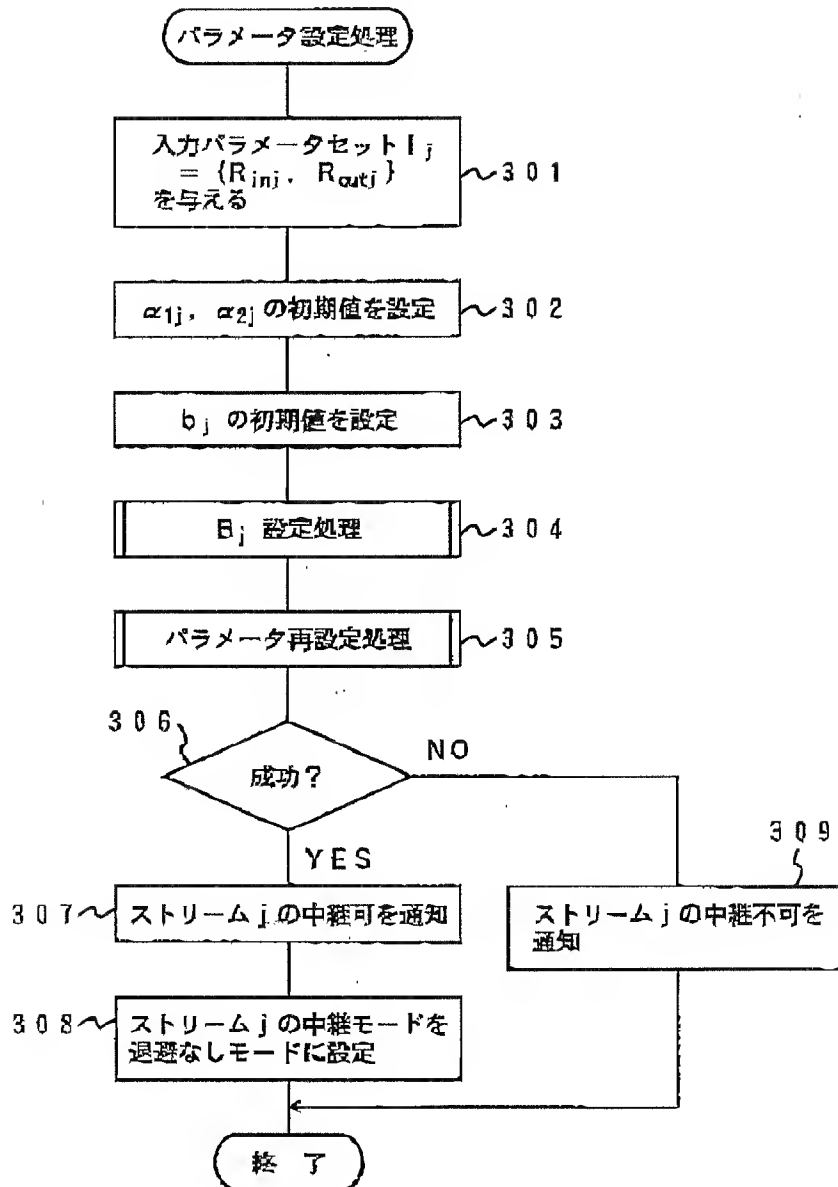 パラメータ設定処理
入力パラメータセットIj
= {Rinj, Routj}
を与える
301
α1j, α2j の初期値を設定
302
bj の初期値を設定
303
Bj 設定処理
304
パラメータ再設定処理
305
306
成功?
NO
YES
309
307
ストリームjの中継可を通知
ストリームjの中継不可を
通知
308
ストリームjの中継モードを
退避なしモードに設定
終 了